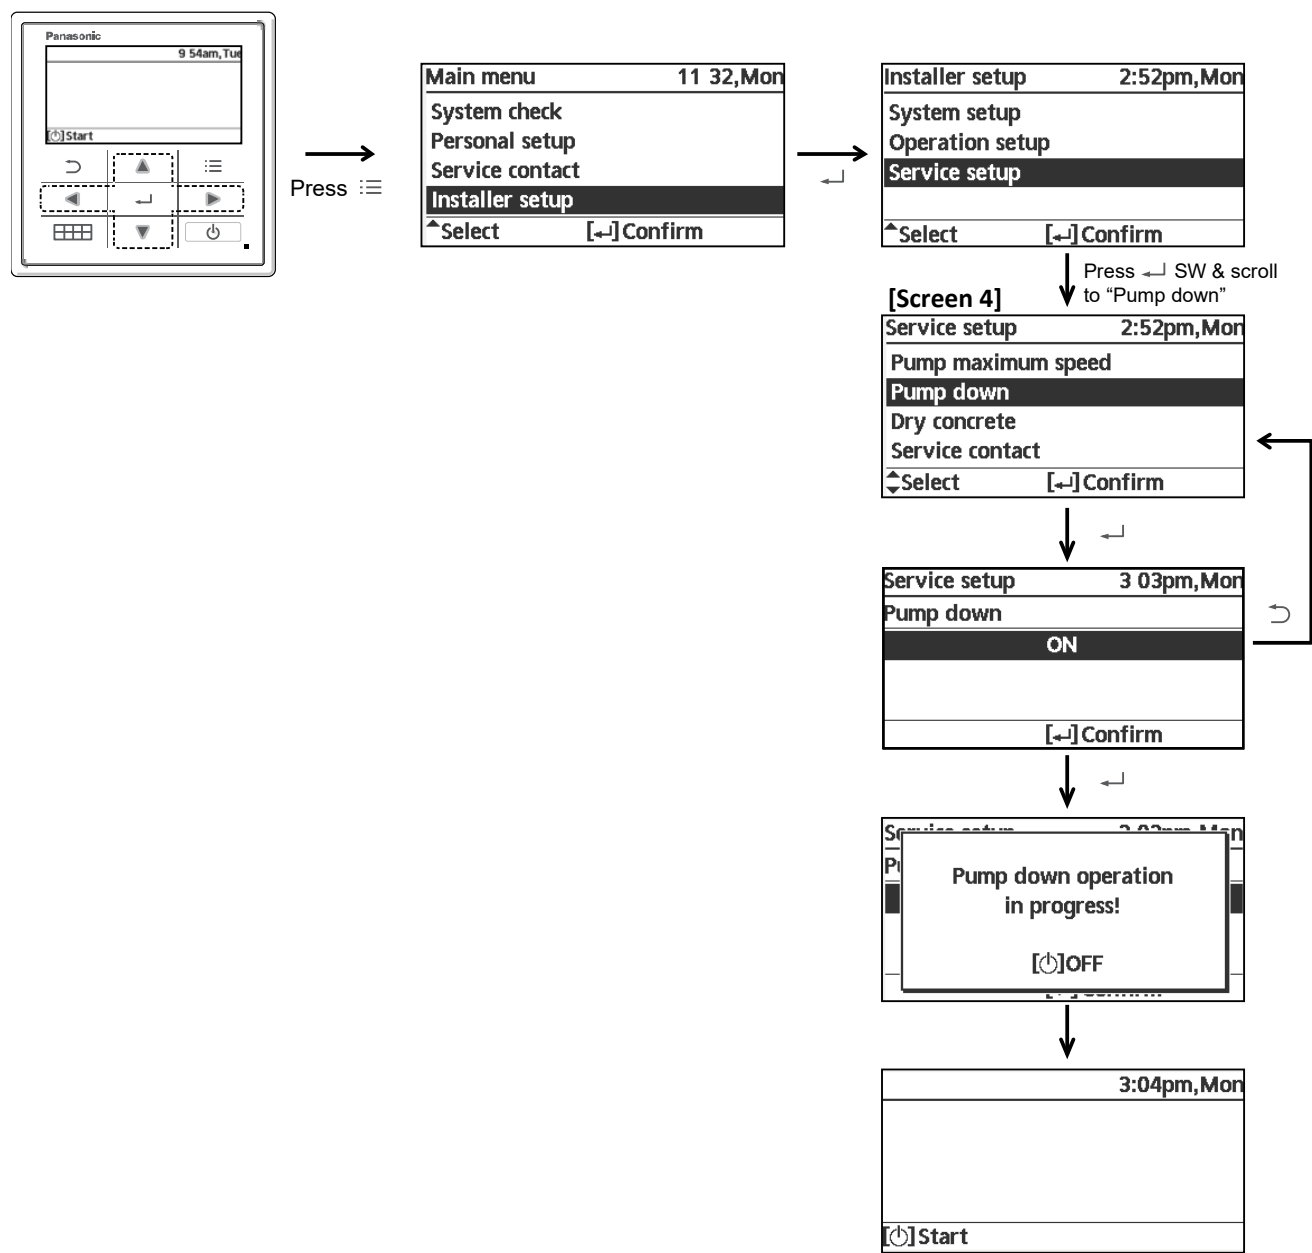 Panasonic
9 54am,Tue
[⏻]Start
Press
Main menu 11 32,Mon
System check
Personal setup
Service contact
Installer setup
Select [↵]Confirm
Installer setup 2:52pm,Mon
System setup
Operation setup
Service setup
Select [↵]Confirm
Press ↵ SW & scroll
to “Pump down”
[Screen 4]
Service setup 2:52pm,Mon
Pump maximum speed
Pump down
Dry concrete
Service contact
Select [↵]Confirm
Service setup 3 03pm,Mon
Pump down
ON
[↵]Confirm
Pump down operation
in progress!
[⏻]OFF
3:04pm,Mon
[⏻]Start